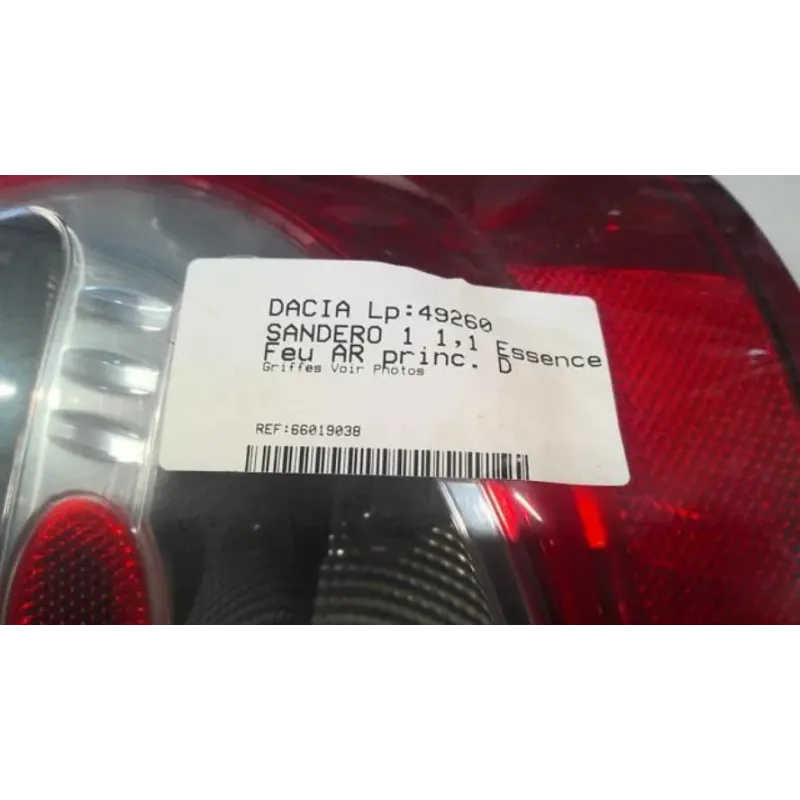 DACIA Lp:49260
SANDERO 1 1,1 Essence
Feu AR princ. D
Griffes Voir Photos
REF:66019038